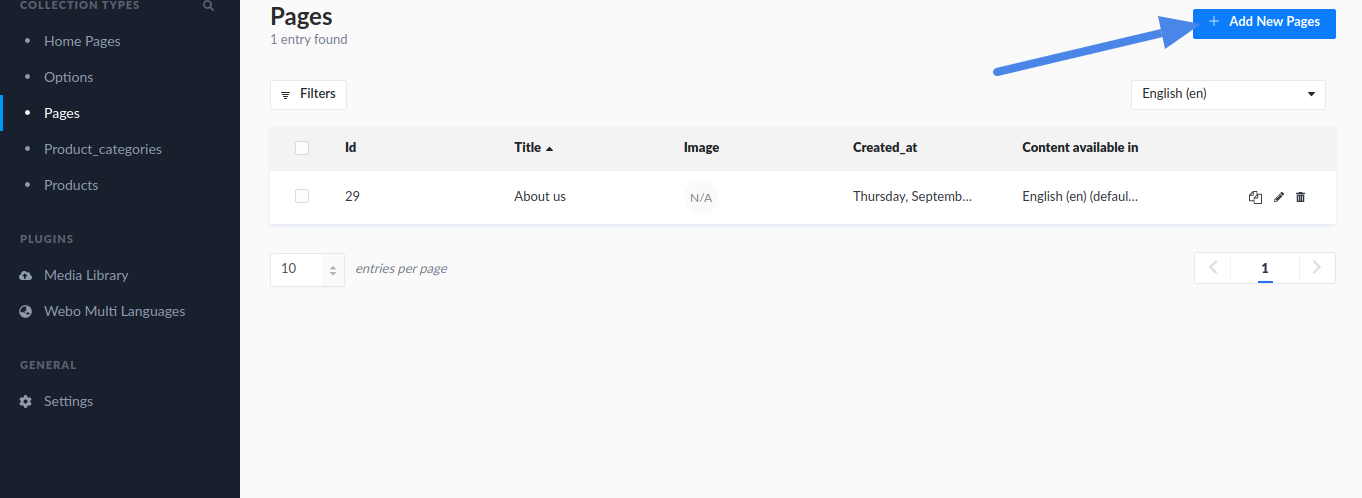 COLLECTION TYPES
Home Pages
Options
Pages
Product_categories
Products
PLUGINS
Media Library
Webo Multi Languages
GENERAL
Settings
Pages
1 entry found
+ Add New Pages
Filters
English (en)
Id Title Image Created_at Content available in
29 About us N/A Thursday, Septemb... English (en) (defaul...
10 entries per page
1